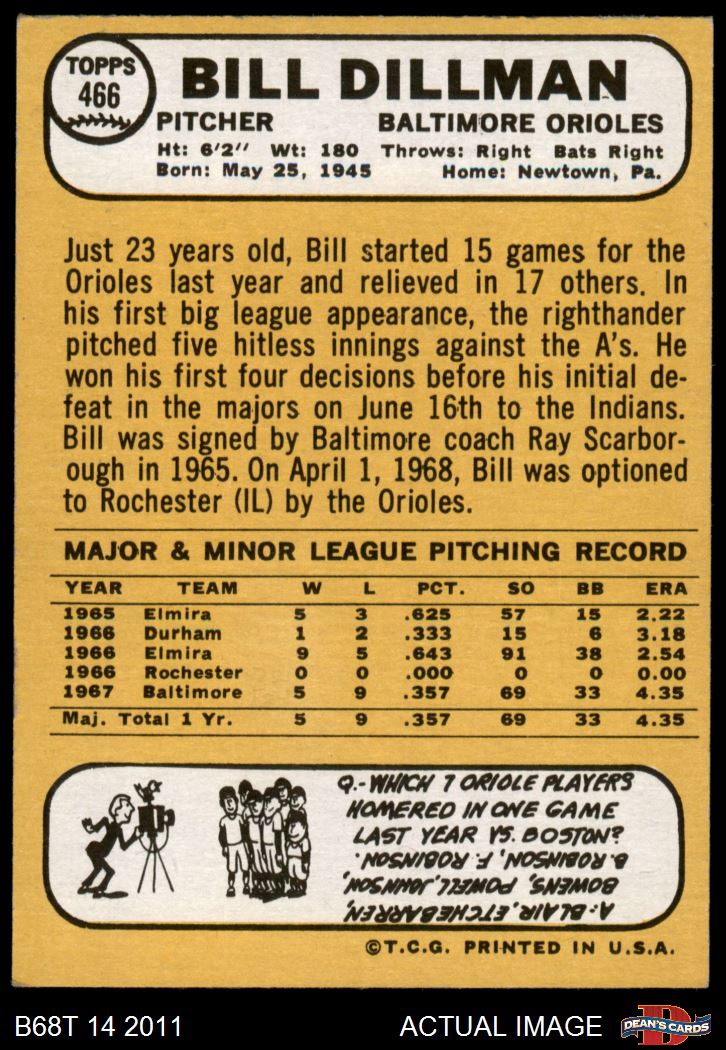 TOPPS
466
BILL DILLMAN
PITCHER BALTIMORE ORIOLES
Ht: 6'2'' Wt: 180 Throws: Right Bats Right
Born: May 25, 1945 Home: Newtown, Pa.
Just 23 years old, Bill started 15 games for the
Orioles last year and relieved in 17 others. In
his first big league appearance, the righthander
pitched five hitless innings against the A's. He
won his first four decisions before his initial de-
feat in the majors on June 16th to the Indians.
Bill was signed by Baltimore coach Ray Scarbor-
ough in 1965. On April 1, 1968, Bill was optioned
to Rochester (IL) by the Orioles.
MAJOR & MINOR LEAGUE PITCHING RECORD
YEAR TEAM W L PCT. SO BB ERA
1965 Elmira 5 3 .625 57 15 2.22
1966 Durham 1 2 .333 15 6 3.18
1966 Elmira 9 5 .643 91 38 2.54
1966 Rochester 0 0 .000 0 0 0.00
1967 Baltimore 5 9 .357 69 33 4.35
Maj. Total 1 Yr. 5 9 .357 69 33 4.35
Q.-WHICH 7 ORIOLE PLAYERS
HOMERED IN ONE GAME
LAST YEAR VS. BOSTON?
A: BLAIR, ETCHEBARREN,
BOWENS, POWELL, JOHNSON,
B. ROBINSON, F. ROBINSON.
©T.C.G. PRINTED IN U.S.A.
B68T 14 2011 ACTUAL IMAGE
DEAN'S CARDS